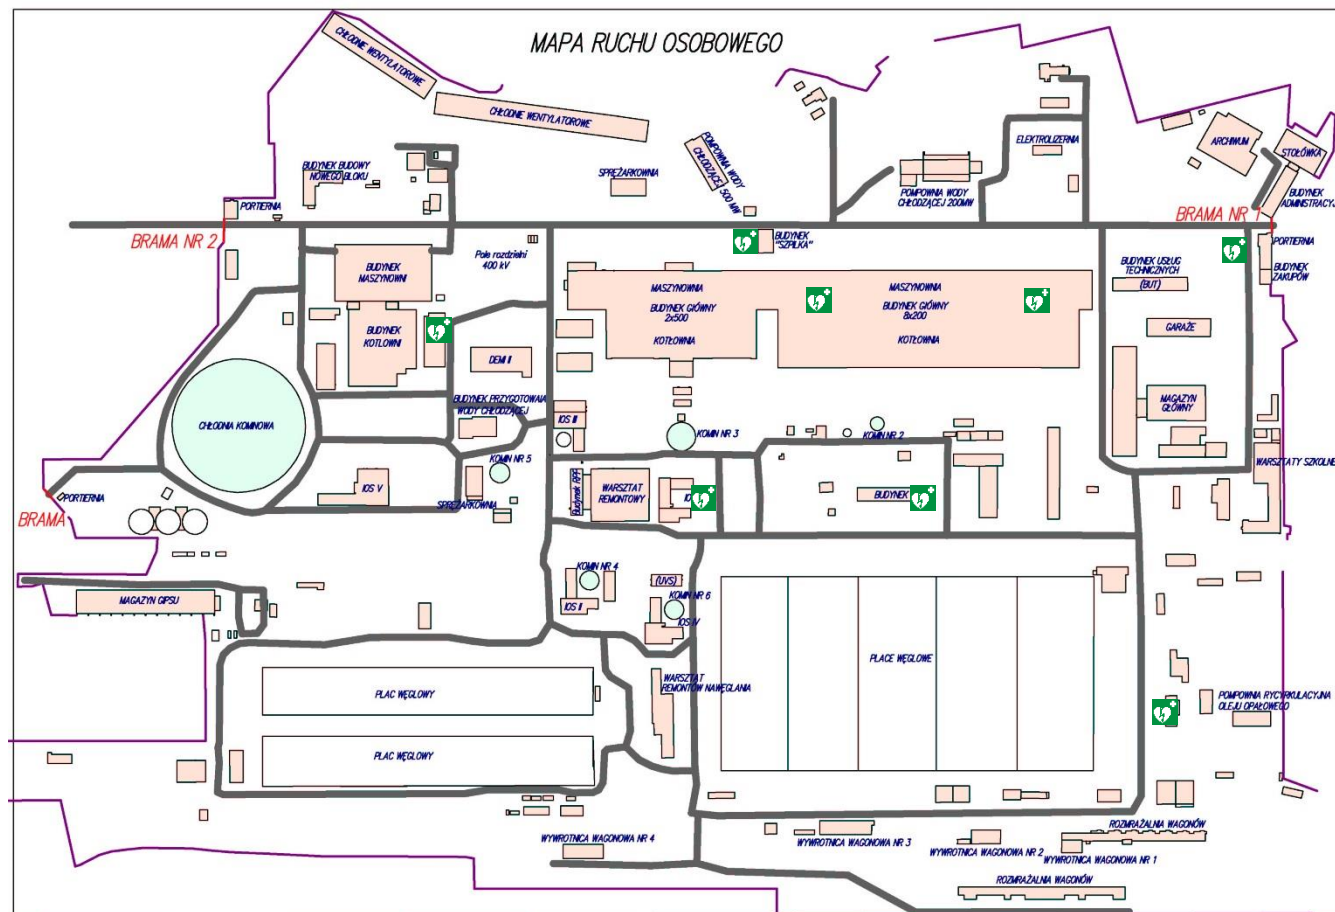 MAPA RUCHU OSOBOWEGO
CHŁODNIE WENTYLATOROWE
CHŁODNIE WENTYLATOROWE
BUDYNEK BUDOWY
NOWEGO BLOKU
PORTIERNIA
BRAMA NR 2
SPRĘŻARKOWNIA
POMPOWNIA WODY
CHŁODZĄCEJ 500 MW
POMPOWNIA WODY
CHŁODZĄCEJ 200MW
ELEKTROLIZERNIA
ARCHIWUM
STOŁÓWKA
BUDYNEK
ADMINISTRACYJ
BRAMA NR 1
PORTIERNIA
BUDYNEK
ZAKUPÓW
BUDYNEK
"SZPILKA"
Pole rozdzielni
400 kV
BUDYNEK
MASZYNOWNI
BUDYNEK
KOTŁOWNI
MASZYNOWNIA
BUDYNEK GŁÓWNY
2x500
KOTŁOWNIA
MASZYNOWNIA
BUDYNEK GŁÓWNY
8x200
KOTŁOWNIA
BUDYNEK USŁUG
TECHNICZNYCH
(BUT)
GARAŻE
MAGAZYN
GŁÓWNY
DEMI II
BUDYNEK PRZYGOTOWAIA
WODY CHŁODZĄCEJ
CHŁODNIA KOMINOWA
IOS III
KOMIN NR 3
KOMIN NR 2
WARSZTATY SZKOLNE
KOMIN NR 5
IOS V
SPRĘŻARKOWNIA
Budynek RPF
WARSZTAT
REMONTOWY
BUDYNEK
PORTIERNIA
BRAMA
KOMIN NR 4
(UVS)
KOMIN NR 6
IOS II
IOS IV
MAGAZYN GIPSU
PLAC WĘGLOWY
PLAC WĘGLOWY
WARSZTAT
REMONTÓW NAWĘGLANIA
PLACE WĘGLOWE
POMPOWNIA RYCYRKULACYJNA
OLEJU OPAŁOWEGO
WYWROTNICA WAGONOWA NR 4
WYWROTNICA WAGONOWA NR 3
WYWROTNICA WAGONOWA NR 2
ROZMRAŻALNIA WAGONÓW
WYWROTNICA WAGONOWA NR 1
ROZMRAŻALNIA WAGONÓW